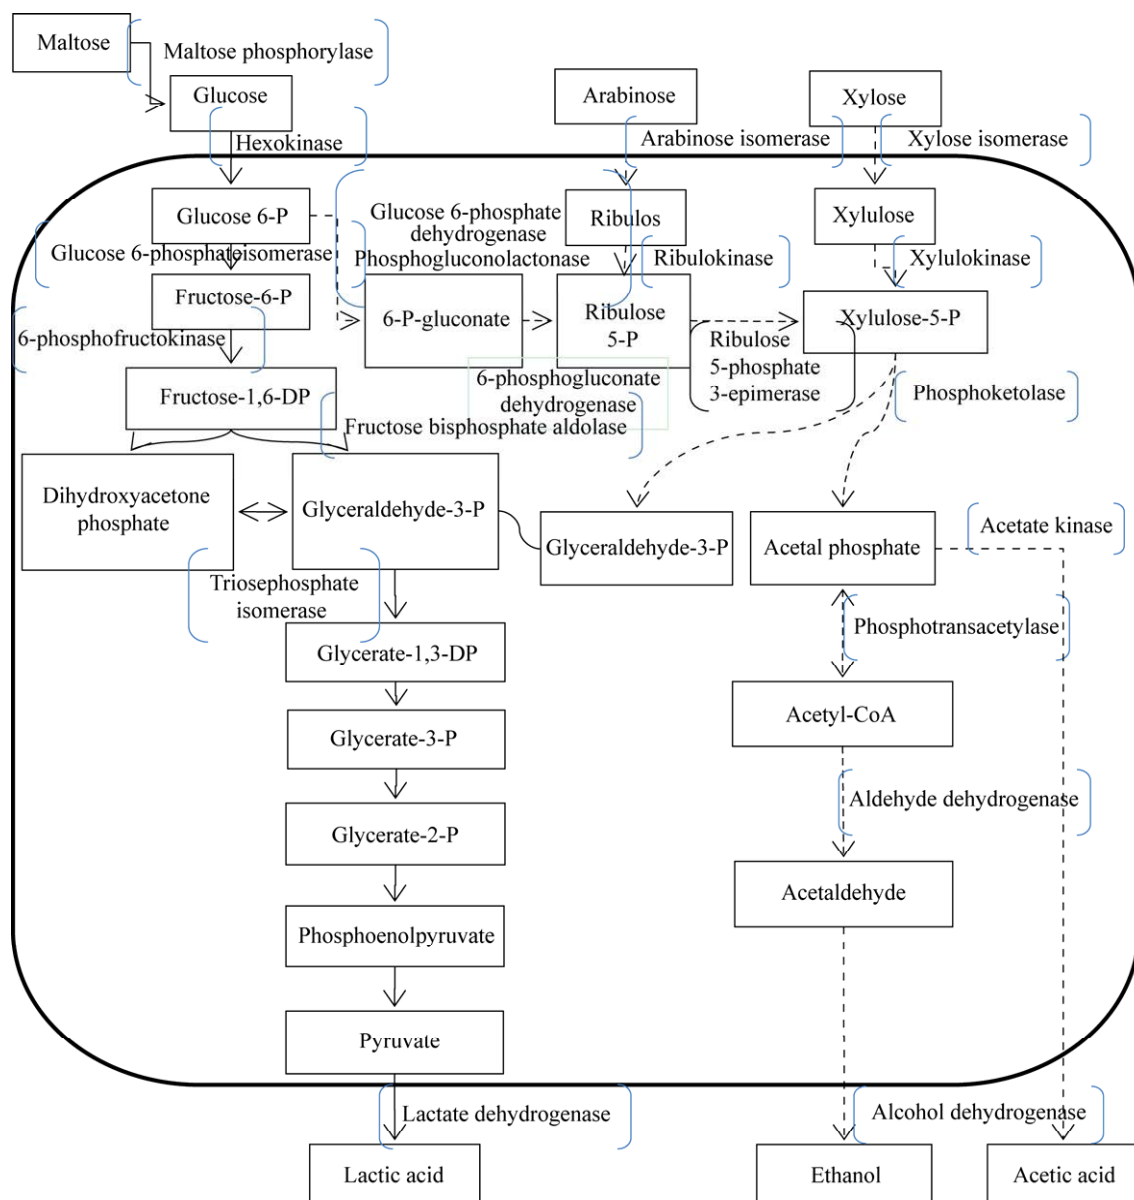 Maltose
Maltose phosphorylase
Glucose
Arabinose
Xylose
Hexokinase
Arabinose isomerase
Xylose isomerase
Glucose 6-P
Glucose 6-phosphate
dehydrogenase
Phosphogluconolactonase
Ribulos
Xylulose
Glucose 6-phosphateisomerase
Ribulokinase
Xylulokinase
Fructose-6-P
6-P-gluconate
Ribulose
5-P
Xylulose-5-P
6-phosphofructokinase
Ribulose
5-phosphate
3-epimerase
6-phosphogluconate
dehydrogenase
Phosphoketolase
Fructose-1,6-DP
Fructose bisphosphate aldolase
Dihydroxyacetone
phosphate
Glyceraldehyde-3-P
Glyceraldehyde-3-P
Acetal phosphate
Acetate kinase
Triosephosphate
isomerase
Phosphotransacetylase
Glycerate-1,3-DP
Acetyl-CoA
Glycerate-3-P
Aldehyde dehydrogenase
Glycerate-2-P
Acetaldehyde
Phosphoenolpyruvate
Pyruvate
Lactate dehydrogenase
Alcohol dehydrogenase
Lactic acid
Ethanol
Acetic acid